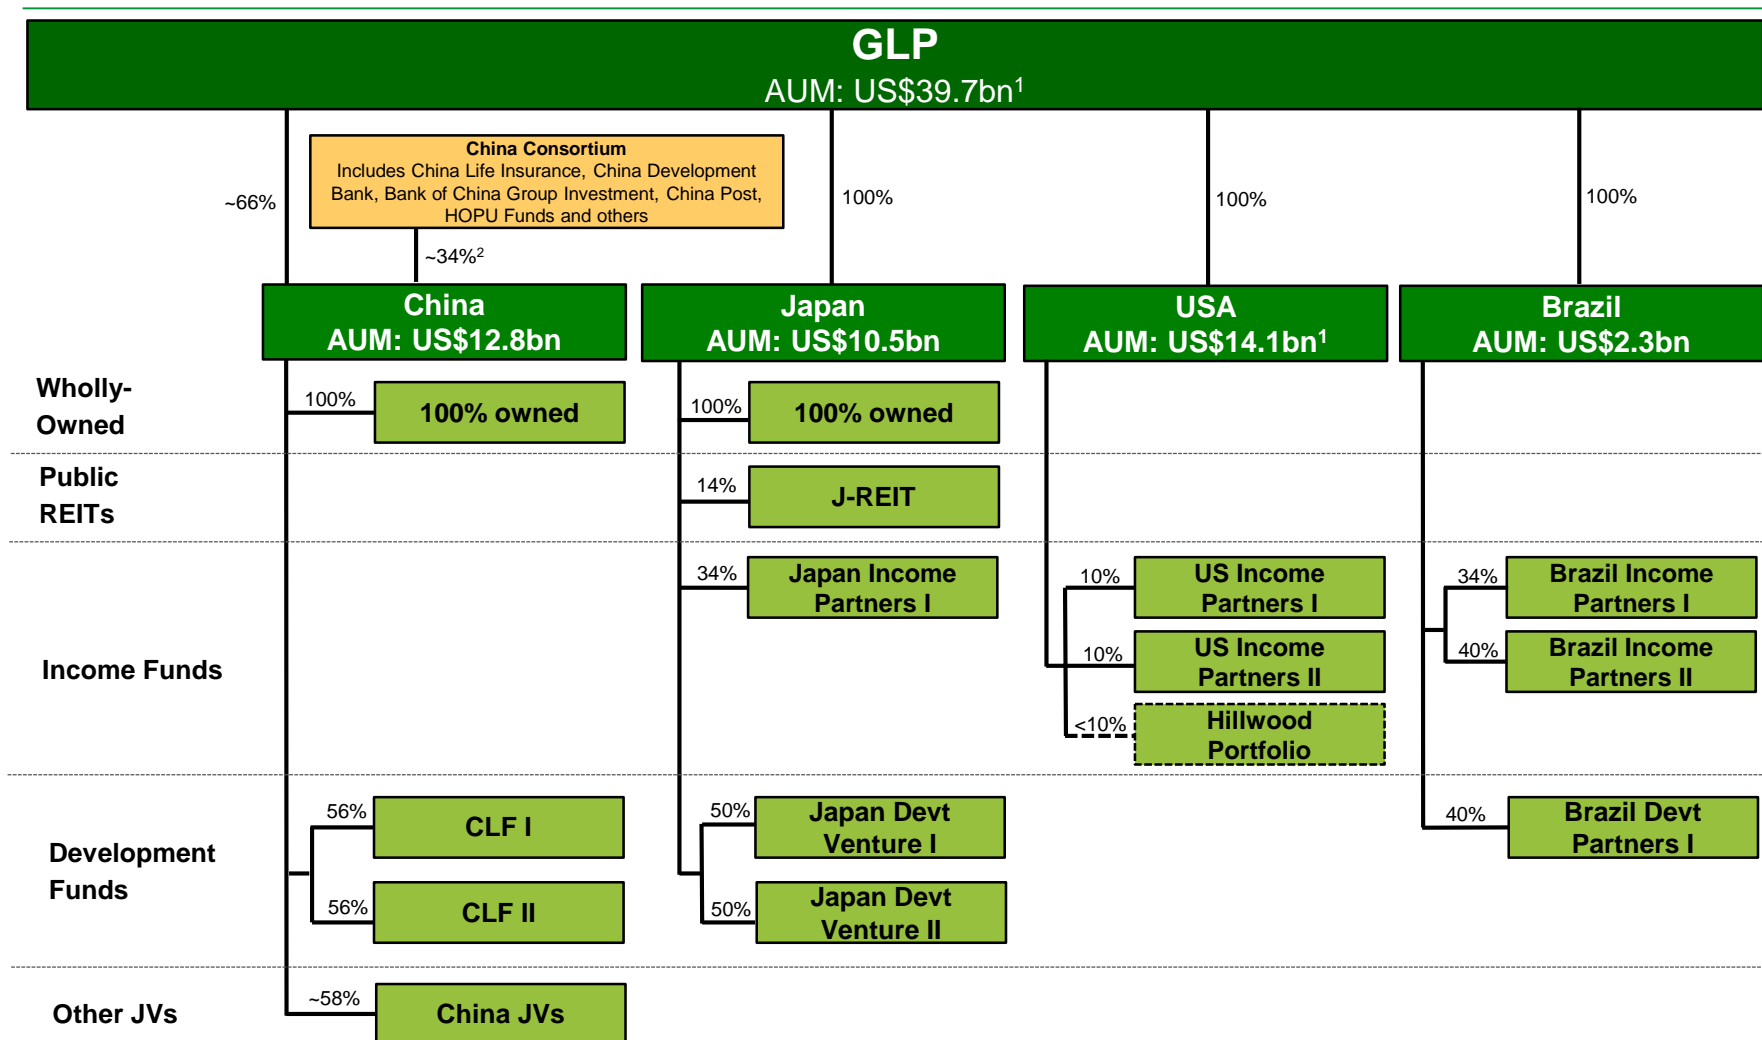 GLP
AUM: US$39.7bn1
China Consortium
Includes China Life Insurance, China Development
Bank, Bank of China Group Investment, China Post,
HOPU Funds and others
~66%
100%
100%
100%
~34%2
China
AUM: US$12.8bn
Japan
AUM: US$10.5bn
USA
AUM: US$14.1bn1
Brazil
AUM: US$2.3bn
Wholly-
Owned
100%
100% owned
100%
100% owned
Public
REITs
14%
J-REIT
Income Funds
34%
Japan Income
Partners I
10%
US Income
Partners I
10%
US Income
Partners II
<10%
Hillwood
Portfolio
34%
Brazil Income
Partners I
40%
Brazil Income
Partners II
Development
Funds
56%
CLF I
56%
CLF II
50%
Japan Devt
Venture I
50%
Japan Devt
Venture II
40%
Brazil Devt
Partners I
Other JVs
~58%
China JVs